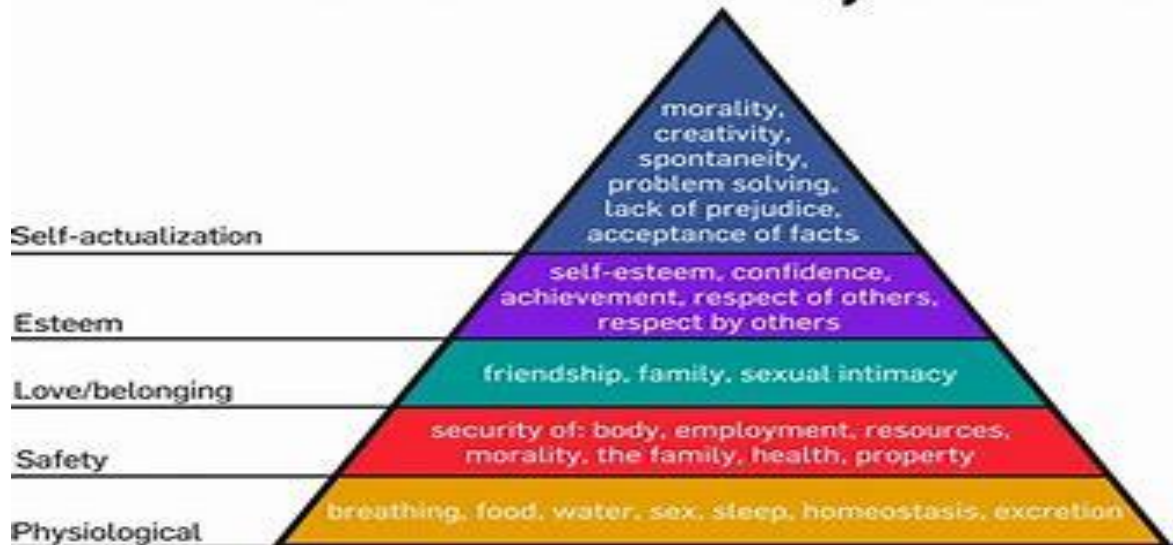 morality,
creativity,
spontaneity,
problem solving,
lack of prejudice,
acceptance of facts
Self-actualization
self-esteem, confidence,
achievement, respect of others,
respect by others
Esteem
friendship, family, sexual intimacy
Love/belonging
security of: body, employment, resources,
morality, the family, health, property
Safety
breathing, food, water, sex, sleep, homeostasis, excretion
Physiological